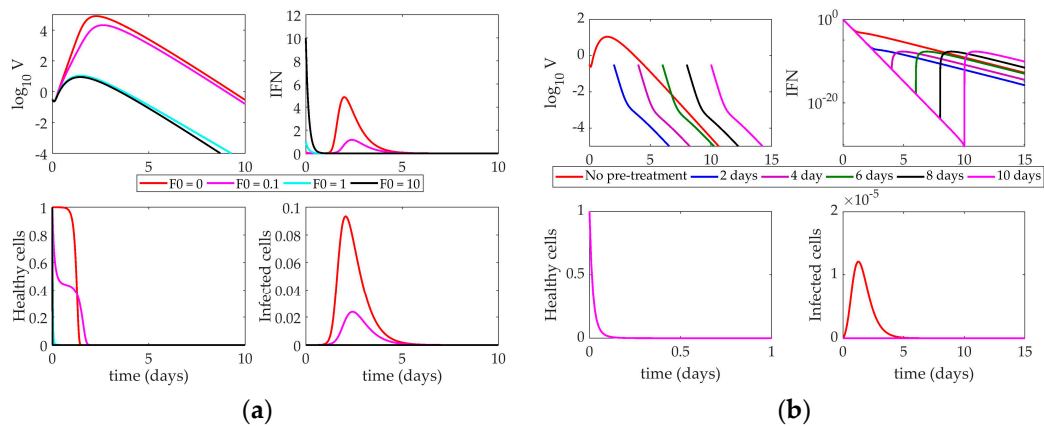 log10 V
4
2
0
-2
-4
0
5
10
IFN
12
10
8
6
4
2
0
0
5
10
F0 = 0
F0 = 0.1
F0 = 1
F0 = 10
Healthy cells
1
0.8
0.6
0.4
0.2
0
0
5
10
time (days)
Infected cells
0.1
0.08
0.06
0.04
0.02
0
0
5
10
time (days)
(a)
log10 V
2
0
-2
-4
0
5
10
15
IFN
10^0
10^-20
0
5
10
15
No pre-treatment
2 days
4 day
6 days
8 days
10 days
Healthy cells
1
0.5
0
0
0.5
1
time (days)
Infected cells
×10^-5
2
1
0
0
5
10
15
time (days)
(b)